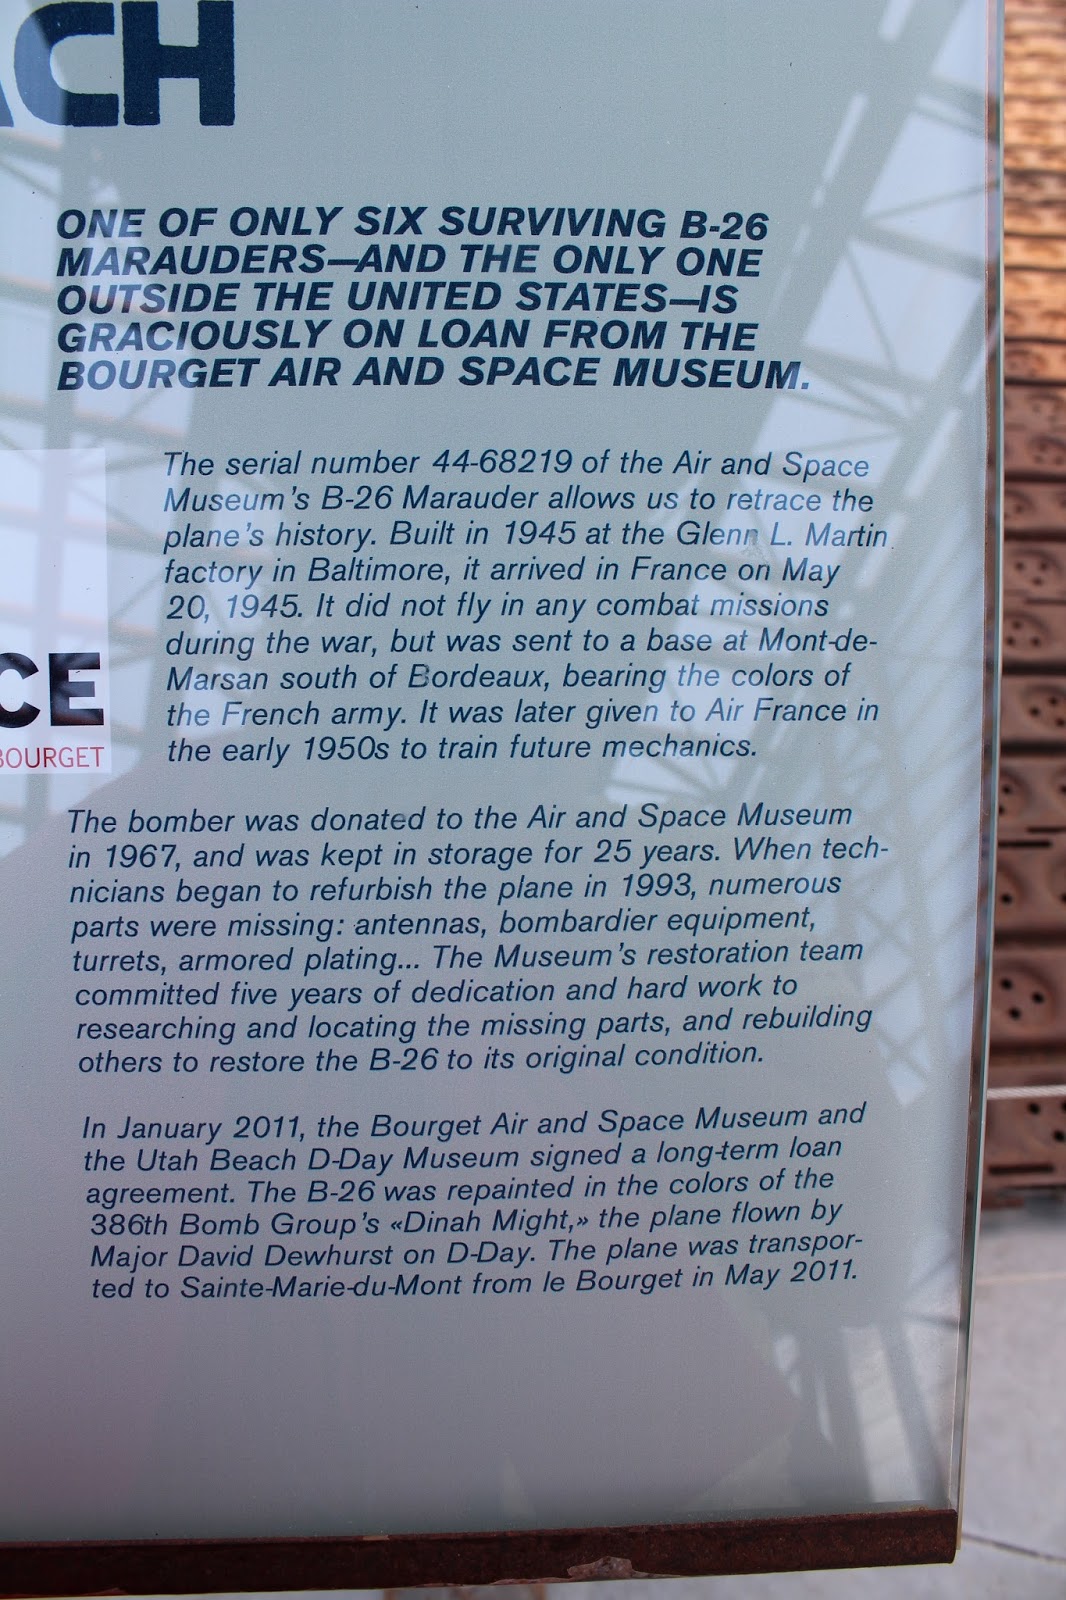 ACH
ONE OF ONLY SIX SURVIVING B-26
MARAUDERS—AND THE ONLY ONE
OUTSIDE THE UNITED STATES—IS
GRACIOUSLY ON LOAN FROM THE
BOURGET AIR AND SPACE MUSEUM.
The serial number 44-68219 of the Air and Space
Museum's B-26 Marauder allows us to retrace the
plane's history. Built in 1945 at the Glenn L. Martin
factory in Baltimore, it arrived in France on May
20, 1945. It did not fly in any combat missions
during the war, but was sent to a base at Mont-de-
Marsan south of Bordeaux, bearing the colors of
the French army. It was later given to Air France in
the early 1950s to train future mechanics.
CE
BOURGET
The bomber was donated to the Air and Space Museum
in 1967, and was kept in storage for 25 years. When tech-
nicians began to refurbish the plane in 1993, numerous
parts were missing: antennas, bombardier equipment,
turrets, armored plating... The Museum's restoration team
committed five years of dedication and hard work to
researching and locating the missing parts, and rebuilding
others to restore the B-26 to its original condition.
In January 2011, the Bourget Air and Space Museum and
the Utah Beach D-Day Museum signed a long-term loan
agreement. The B-26 was repainted in the colors of the
386th Bomb Group's «Dinah Might,» the plane flown by
Major David Dewhurst on D-Day. The plane was transpor-
ted to Sainte-Marie-du-Mont from le Bourget in May 2011.